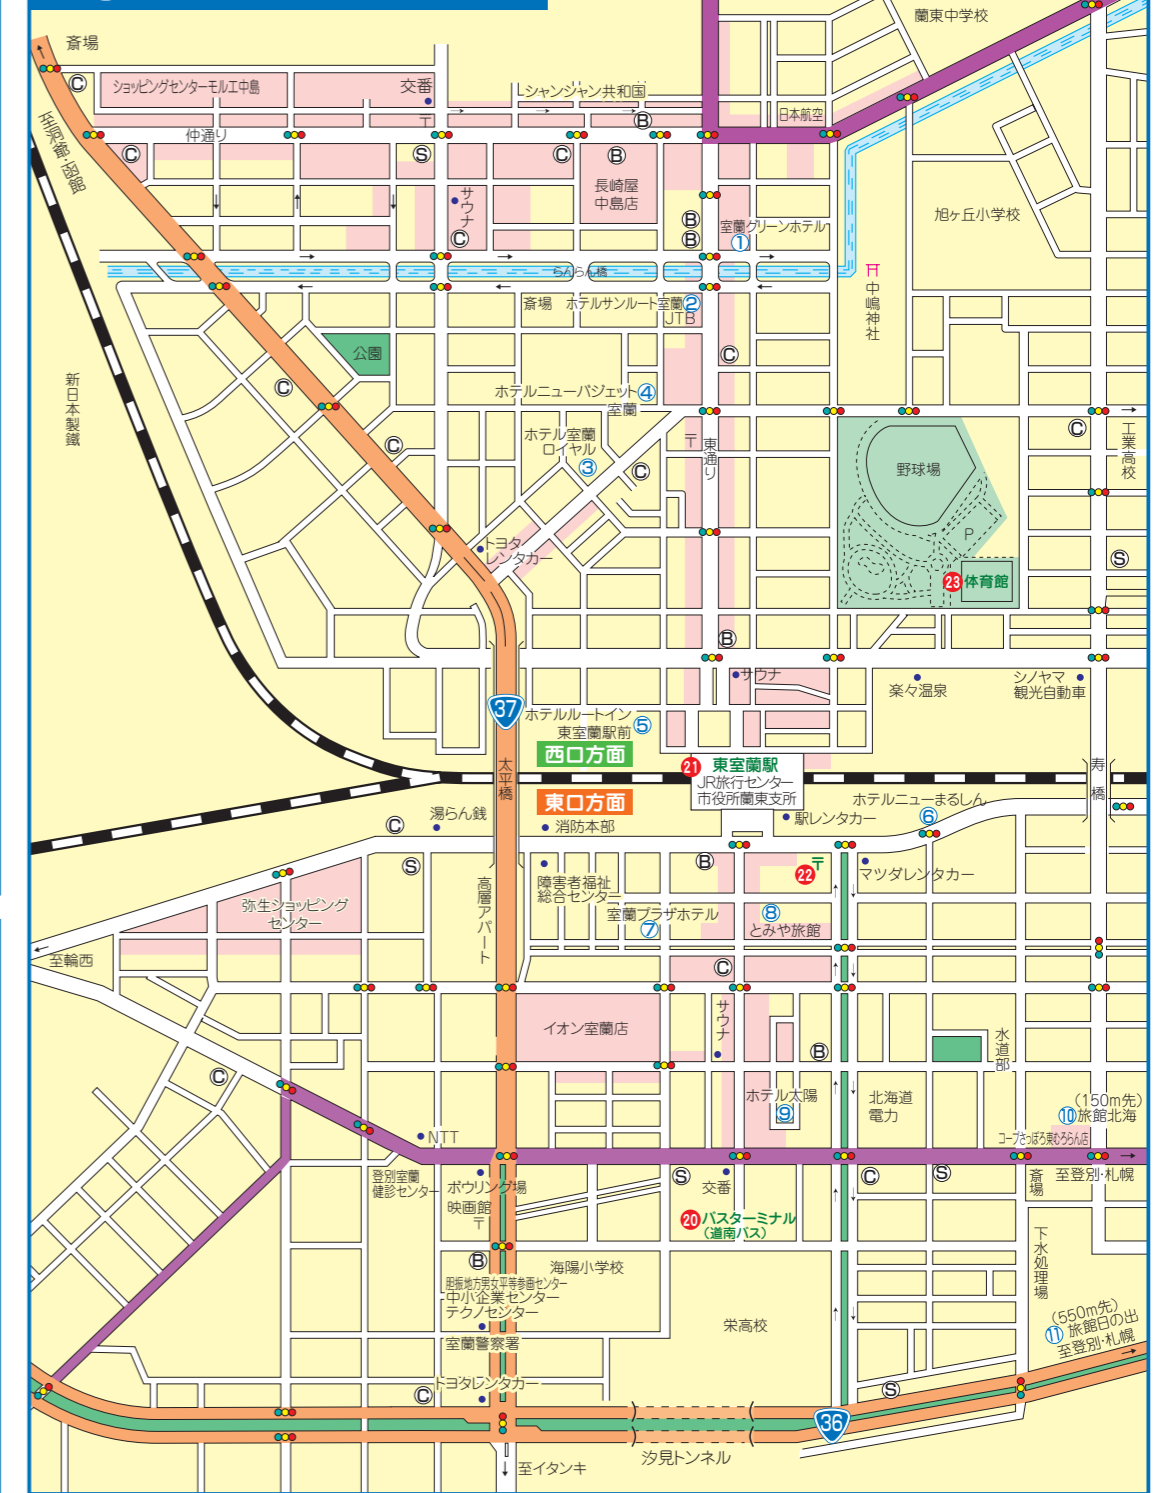 蘭東中学校
斎場
ショッピングセンターモルエ中島
交番
シャンシャン共和国
〒
B
日本航空
C
仲通り
至洞爺・函館
C
S
C
B
長崎屋
中島店
サウナ
旭ヶ丘小学校
B
B
C
室蘭グリーンホテル
①
らんらん橋
中嶋神社
斎場
ホテルサンルート室蘭②
JTB
公園
C
新日本製鐵
C
ホテルニューバジェット④
室蘭
ホテル室蘭
ロイヤル
③
C
C
〒
東通り
C
工業高校
野球場
P
トヨタ
レンタカー
S
23 体育館
B
サウナ
楽々温泉
シノヤマ
観光自動車
37
ホテルルートイン
東室蘭駅前
⑤
西口方面
太平橋
21 東室蘭駅
JR旅行センター
市役所蘭東支所
寿橋
東口方面
ホテルニューまるしん
⑥
湯らん銭
C
消防本部
駅レンタカー
S
B
22
〒
マツダレンタカー
障害者福祉
総合センター
高層アパート
弥生ショッピング
センター
室蘭プラザホテル
⑦
⑧
とみや旅館
至輪西
C
イオン室蘭店
サウナ
B
水道部
C
ホテル太陽
⑨
北海道
電力
(150m先)
⑩旅館北海
コープさっぽろ東むろらん店
NTT
登別室蘭
健診センター
ボウリング場
映画館
〒
S
交番
C
S
斎場
至登別・札幌
20 バスターミナル
(道南バス)
下水処理場
B
海陽小学校
胆振地方男女平等参画センター
中小企業センター
テクノセンター
栄高校
室蘭警察署
(550m先)
⑪旅館日の出
至登別・札幌
トヨタレンタカー
C
S
36
汐見トンネル
至イタンキ